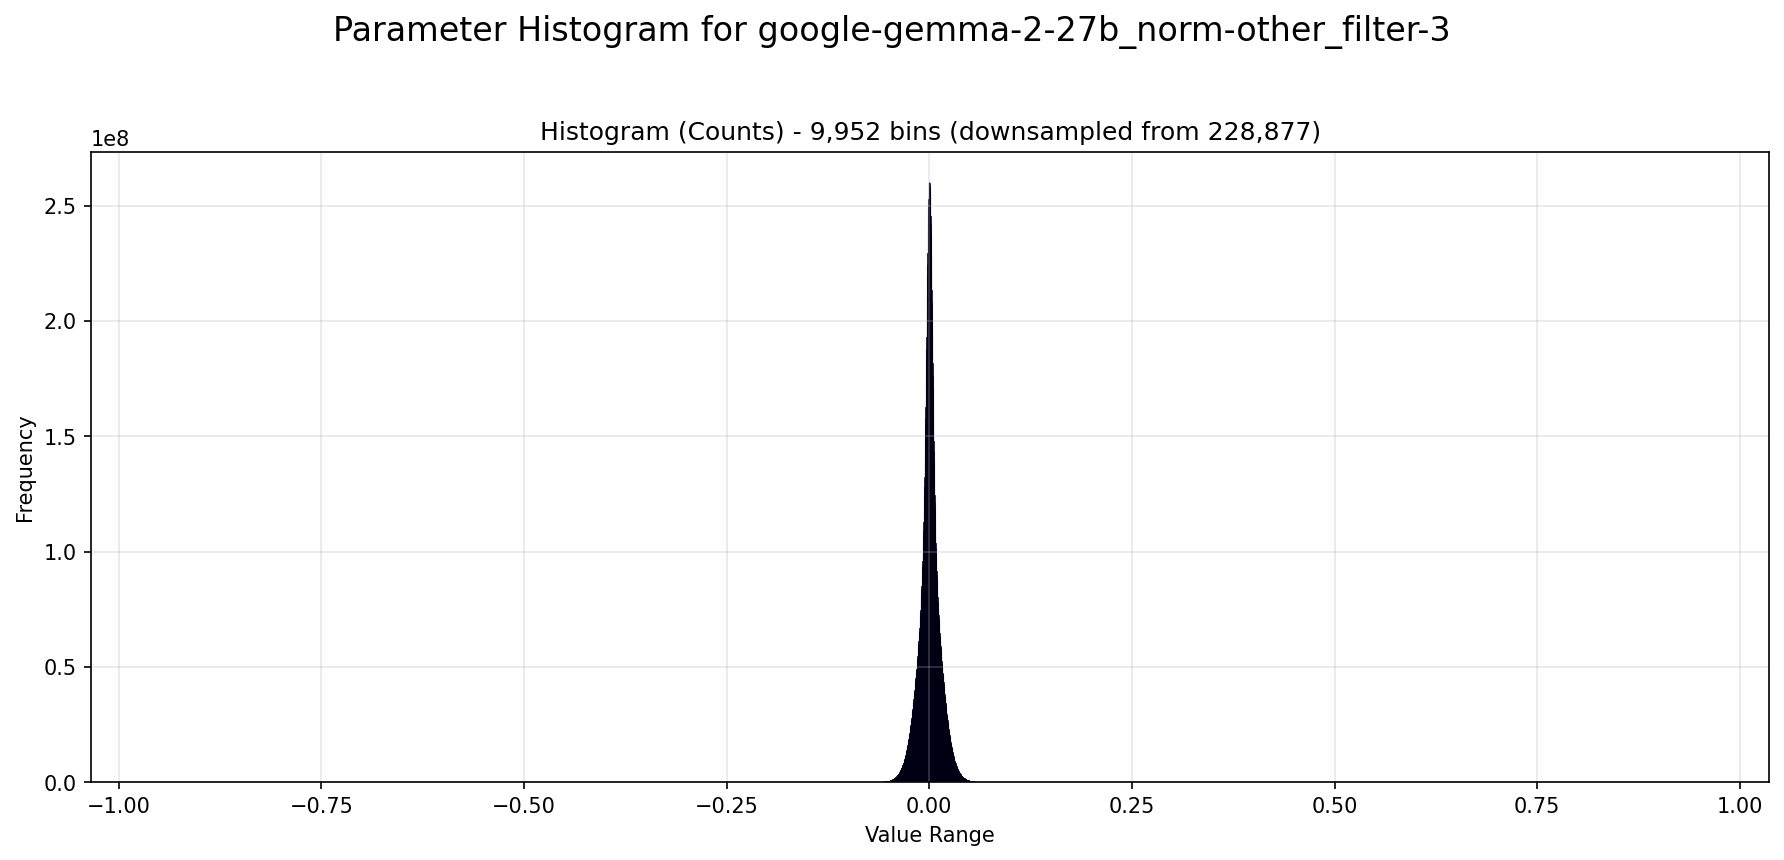 Parameter Histogram for google-gemma-2-27b_norm-other_filter-3
Histogram (Counts) - 9,952 bins (downsampled from 228,877)
1e8
2.5
2.0
1.5
1.0
0.5
0.0
Frequency
−1.00 −0.75 −0.50 −0.25 0.00 0.25 0.50 0.75 1.00
Value Range